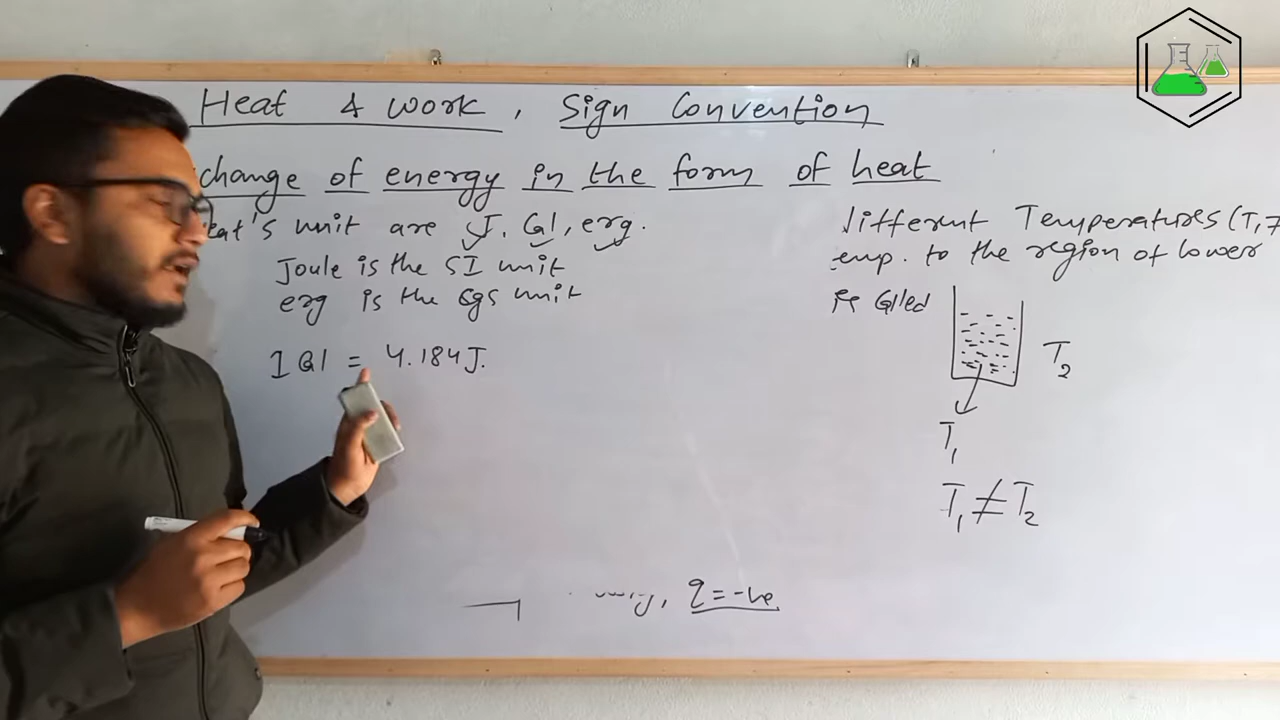 Heat & work, Sign Convention
change of energy in the form of heat
eat's unit are J, Cal, erg.
Joule is the SI unit
erg is the cgs unit
1 Cal = 4.184J.
different Temperatures (T,
emp. to the region of lower
is Called
T2
T1
T1 ≠ T2
q = -ve